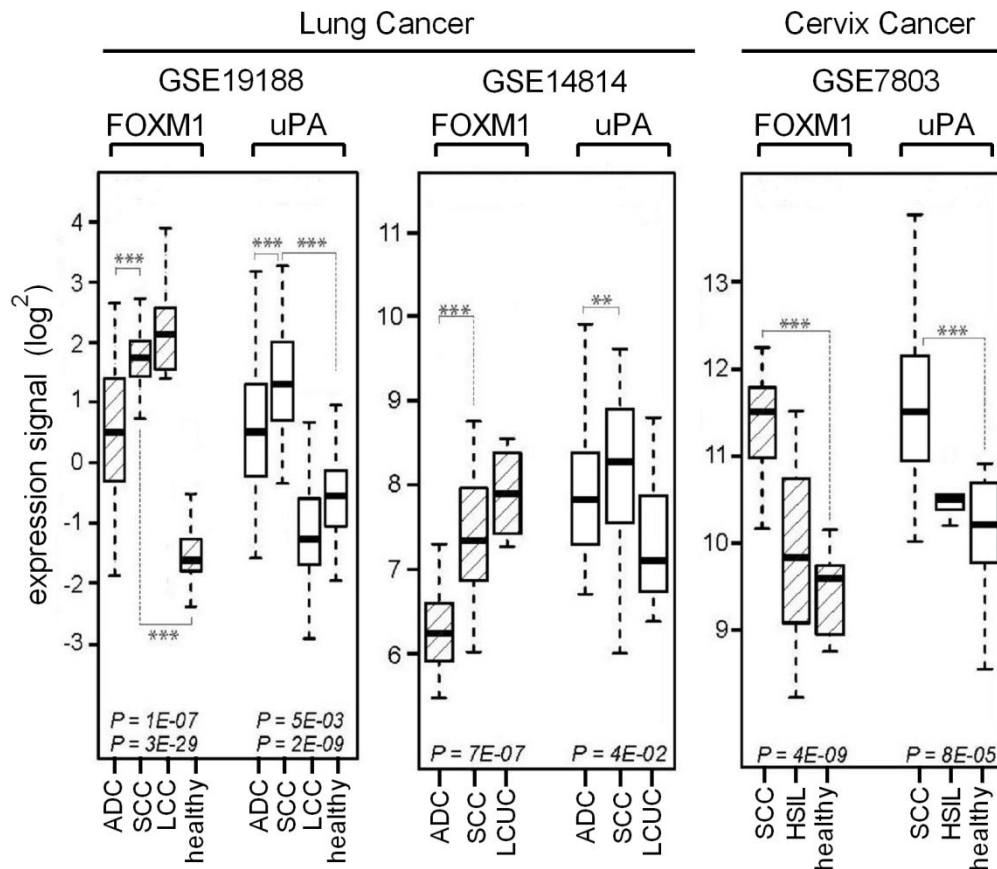 Lung Cancer
Cervix Cancer
GSE19188
GSE14814
GSE7803
FOXM1
uPA
FOXM1
uPA
FOXM1
uPA
expression signal (log²)
4
3
2
1
0
-1
-2
-3
***
***
***
***
P = 1E-07
P = 3E-29
P = 5E-03
P = 2E-09
ADC
SCC
LCC
healthy
ADC
SCC
LCC
healthy
11
10
9
8
7
6
***
**
P = 7E-07
P = 4E-02
ADC
SCC
LCUC
ADC
SCC
LCUC
13
12
11
10
9
***
***
P = 4E-09
P = 8E-05
SCC
HSIL
healthy
SCC
HSIL
healthy